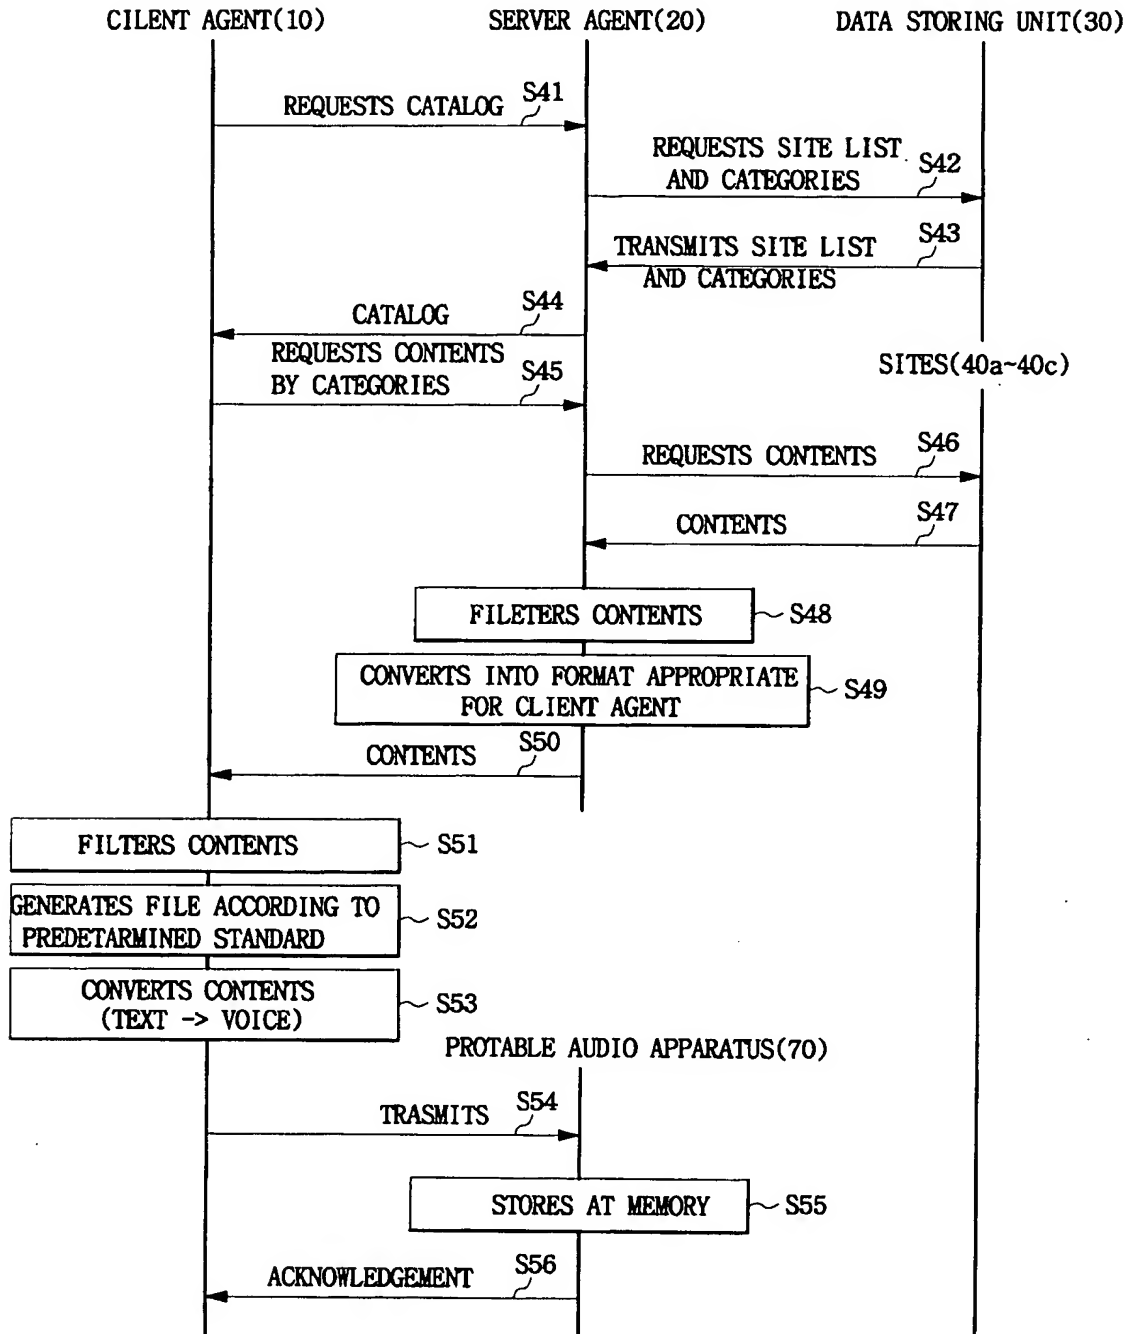 CILENT AGENT(10)
SERVER AGENT(20)
DATA STORING UNIT(30)
REQUESTS CATALOG
S41
REQUESTS SITE LIST
AND CATEGORIES
S42
TRANSMITS SITE LIST
AND CATEGORIES
S43
CATALOG
S44
REQUESTS CONTENTS
BY CATEGORIES
S45
SITES(40a~40c)
REQUESTS CONTENTS
S46
CONTENTS
S47
FILETERS CONTENTS
S48
CONVERTS INTO FORMAT APPROPRIATE
FOR CLIENT AGENT
S49
CONTENTS
S50
FILTERS CONTENTS
S51
GENERATES FILE ACCORDING TO
PREDETARMINED STANDARD
S52
CONVERTS CONTENTS
(TEXT -> VOICE)
S53
PROTABLE AUDIO APPARATUS(70)
TRASMITS
S54
STORES AT MEMORY
S55
ACKNOWLEDGEMENT
S56